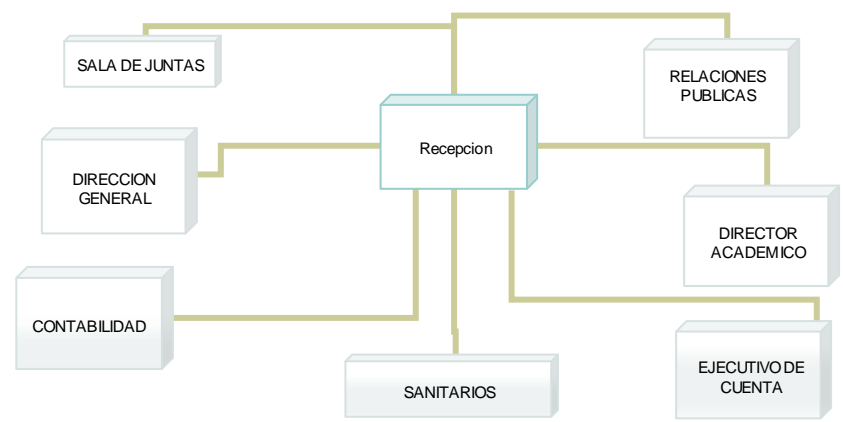 SALA DE JUNTAS
RELACIONES
PUBLICAS
Recepcion
DIRECCION
GENERAL
DIRECTOR
ACADEMICO
CONTABILIDAD
EJECUTIVO DE
CUENTA
SANITARIOS